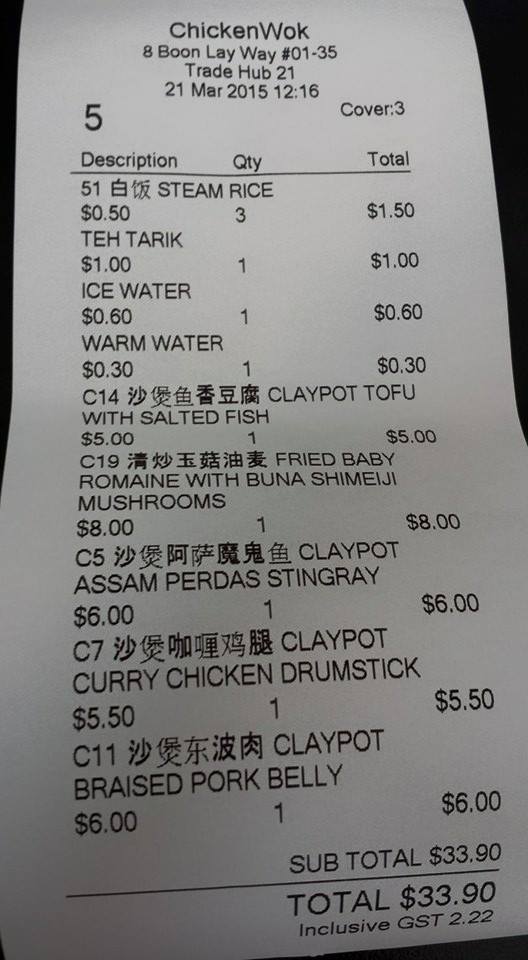 ChickenWok
8 Boon Lay Way #01-35
Trade Hub 21
21 Mar 2015 12:16
5 Cover:3
Description Qty Total
51 白饭 STEAM RICE
$0.50 3 $1.50
TEH TARIK
$1.00 1 $1.00
ICE WATER
$0.60 1 $0.60
WARM WATER
$0.30 1 $0.30
C14 沙煲鱼香豆腐 CLAYPOT TOFU
WITH SALTED FISH
$5.00 1 $5.00
C19 清炒玉菇油麦 FRIED BABY
ROMAINE WITH BUNA SHIMEIJI
MUSHROOMS
$8.00 1 $8.00
C5 沙煲阿萨魔鬼鱼 CLAYPOT
ASSAM PERDAS STINGRAY
$6.00 1 $6.00
C7 沙煲咖喱鸡腿 CLAYPOT
CURRY CHICKEN DRUMSTICK
$5.50 1 $5.50
C11 沙煲东波肉 CLAYPOT
BRAISED PORK BELLY
$6.00 1 $6.00
SUB TOTAL $33.90
TOTAL $33.90
Inclusive GST 2.22